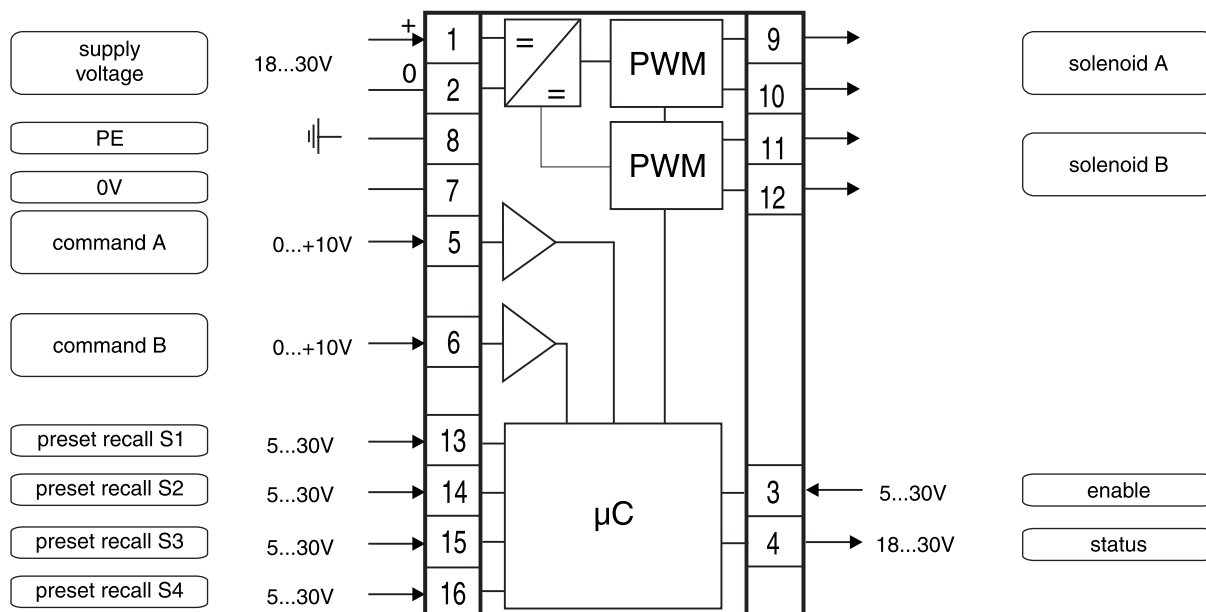 supply
voltage
18...30V
+
0
1
2
=
=
PWM
9
10
solenoid A
PE
8
PWM
11
12
solenoid B
0V
7
command A
0...+10V
5
command B
0...+10V
6
preset recall S1
5...30V
13
preset recall S2
5...30V
14
preset recall S3
5...30V
15
preset recall S4
5...30V
16
µC
3
5...30V
enable
4
18...30V
status